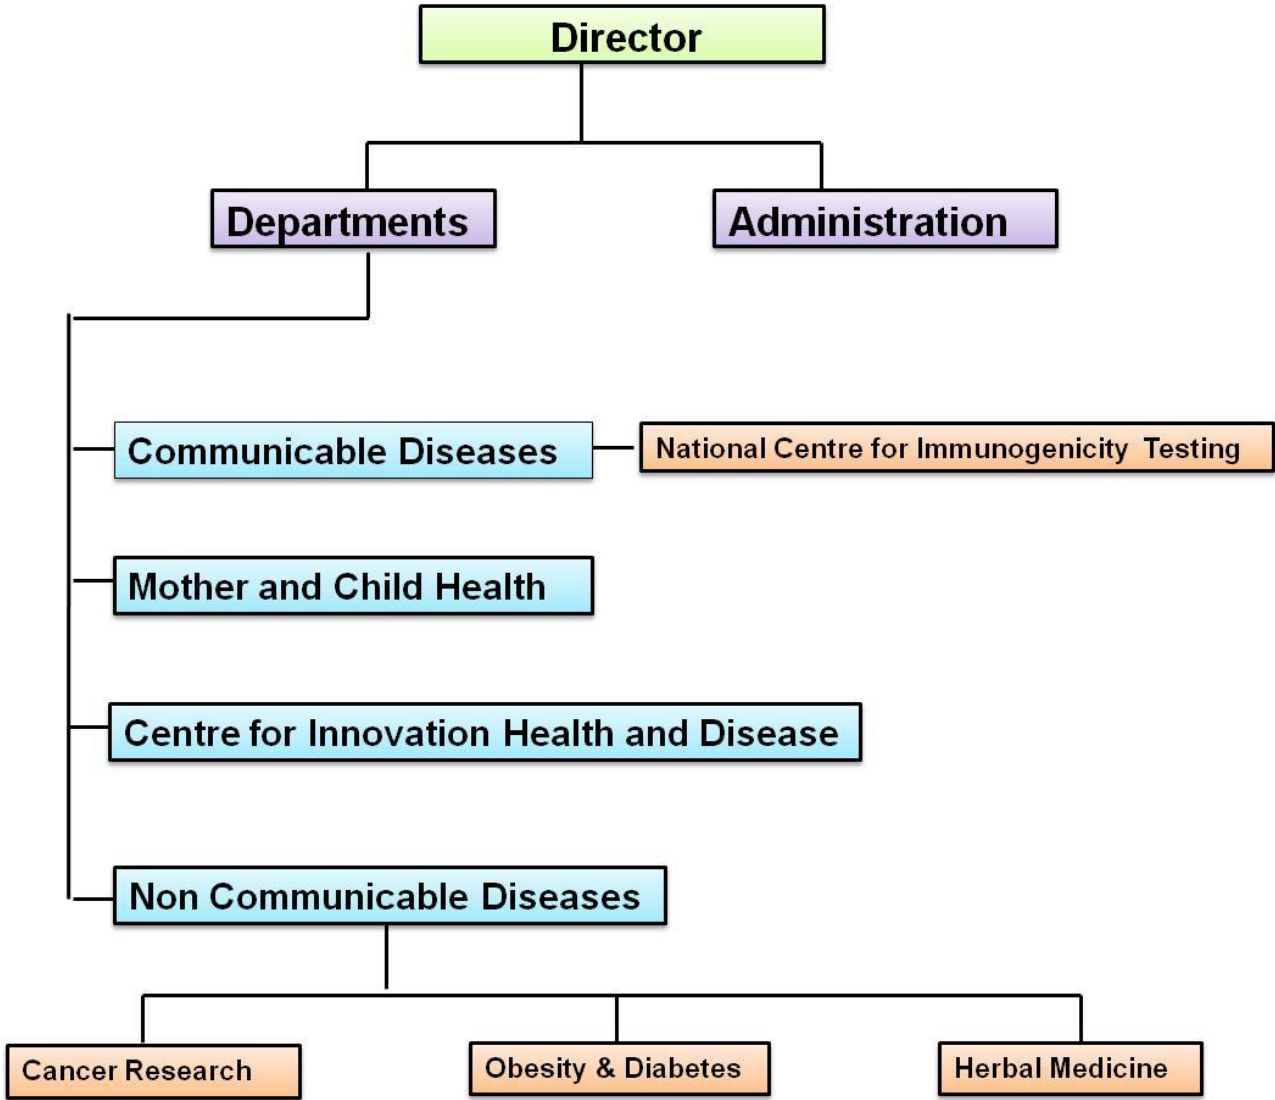 Director
Departments
Administration
Communicable Diseases
National Centre for Immunogenicity Testing
Mother and Child Health
Centre for Innovation Health and Disease
Non Communicable Diseases
Cancer Research
Obesity & Diabetes
Herbal Medicine